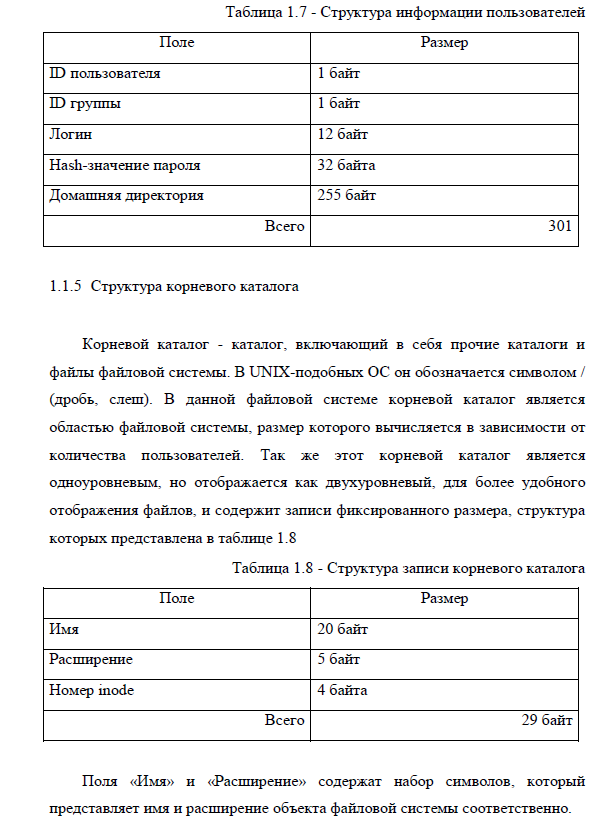 Таблица 1.7 - Структура информации пользователей
Поле Размер
ID пользователя 1 байт
ID группы 1 байт
Логин 12 байт
Hash-значение пароля 32 байта
Домашняя директория 255 байт
Всего 301
1.1.5 Структура корневого каталога
Корневой каталог - каталог, включающий в себя прочие каталоги и
файлы файловой системы. В UNIX-подобных ОС он обозначается символом /
(дробь, слеш). В данной файловой системе корневой каталог является
областью файловой системы, размер которого вычисляется в зависимости от
количества пользователей. Так же этот корневой каталог является
одноуровневым, но отображается как двухуровневый, для более удобного
отображения файлов, и содержит записи фиксированного размера, структура
которых представлена в таблице 1.8
Таблица 1.8 - Структура записи корневого каталога
Поле Размер
Имя 20 байт
Расширение 5 байт
Номер inode 4 байта
Всего 29 байт
Поля «Имя» и «Расширение» содержат набор символов, который
представляет имя и расширение объекта файловой системы соответственно.